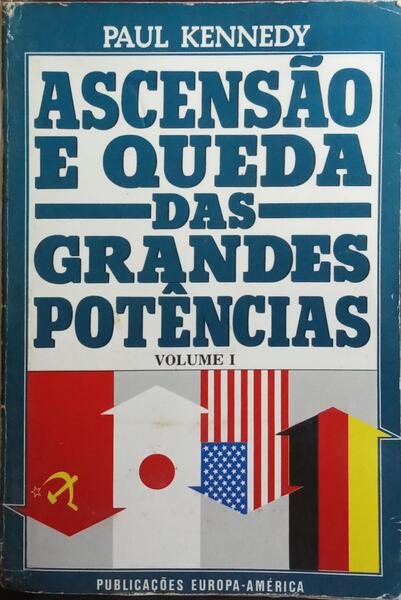 PAUL KENNEDY
ASCENSÃO
E QUEDA
DAS
GRANDES
POTÊNCIAS
VOLUME I
PUBLICAÇÕES EUROPA-AMÉRICA